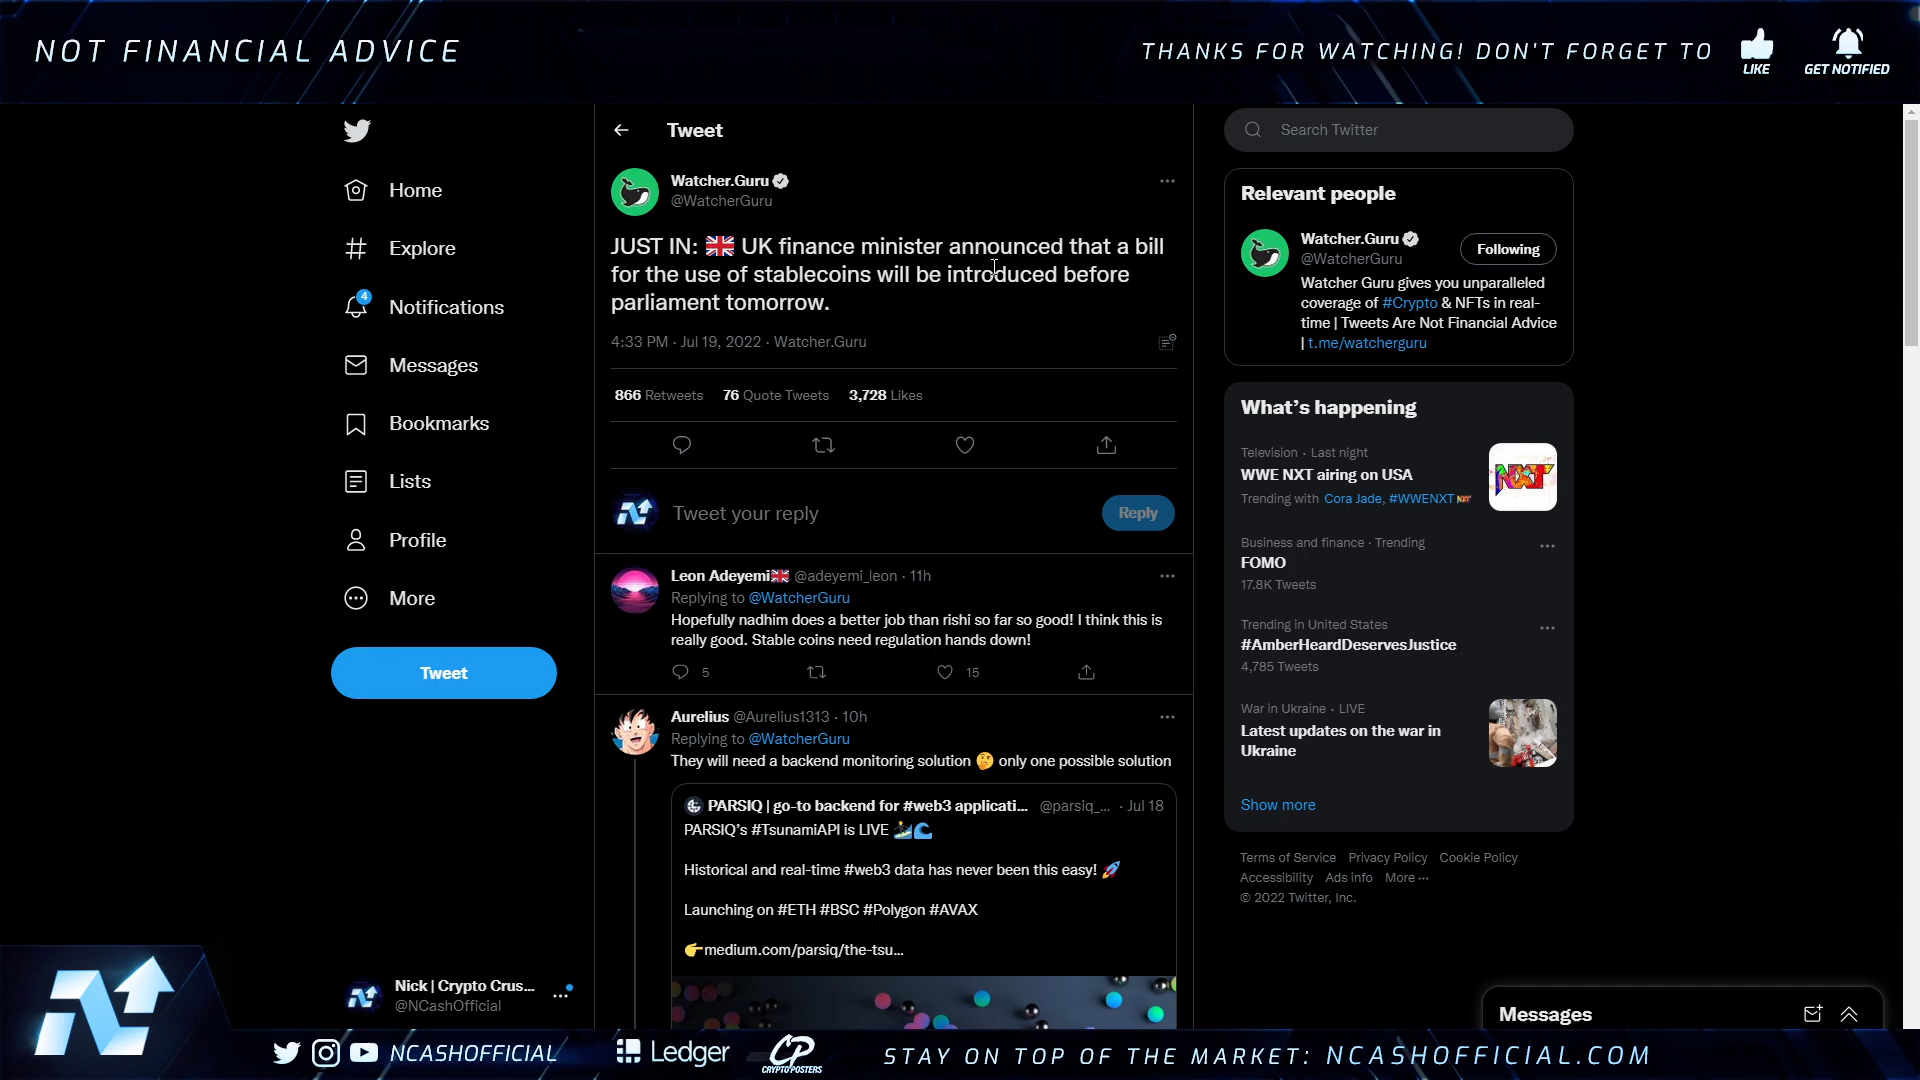 NOT FINANCIAL ADVICE
THANKS FOR WATCHING! DON'T FORGET TO
LIKE
GET NOTIFIED
Home
Explore
4
Notifications
Messages
Bookmarks
Lists
Profile
More
Tweet
Nick | Crypto Crus...
@NCashOfficial
Tweet
Watcher.Guru
@WatcherGuru
JUST IN: 🇬🇧 UK finance minister announced that a bill
for the use of stablecoins will be introduced before
parliament tomorrow.
4:33 PM · Jul 19, 2022 · Watcher.Guru
866 Retweets 76 Quote Tweets 3,728 Likes
Tweet your reply
Reply
Leon Adeyemi🇬🇧 @adeyemi_leon · 11h
Replying to @WatcherGuru
Hopefully nadhim does a better job than rishi so far so good! I think this is
really good. Stable coins need regulation hands down!
5 15
Aurelius @Aurelius1313 · 10h
Replying to @WatcherGuru
They will need a backend monitoring solution 🤔 only one possible solution
PARSIQ | go-to backend for #web3 applicati... @parsiq_... · Jul 18
PARSIQ's #TsunamiAPI is LIVE 🏄🌊
Historical and real-time #web3 data has never been this easy! 🚀
Launching on #ETH #BSC #Polygon #AVAX
👉medium.com/parsiq/the-tsu...
Search Twitter
Relevant people
Watcher.Guru
@WatcherGuru
Following
Watcher Guru gives you unparalleled
coverage of #Crypto & NFTs in real-
time | Tweets Are Not Financial Advice
| t.me/watcherguru
What's happening
Television · Last night
WWE NXT airing on USA
Trending with Cora Jade, #WWENXT
NXT
Business and finance · Trending
FOMO
17.8K Tweets
Trending in United States
#AmberHeardDeservesJustice
4,785 Tweets
War in Ukraine · LIVE
Latest updates on the war in
Ukraine
Show more
Terms of Service Privacy Policy Cookie Policy
Accessibility Ads info More ···
© 2022 Twitter, Inc.
Messages
NCASHOFFICIAL
Ledger
CP
CRYPTOPOSTERS
STAY ON TOP OF THE MARKET: NCASHOFFICIAL.COM